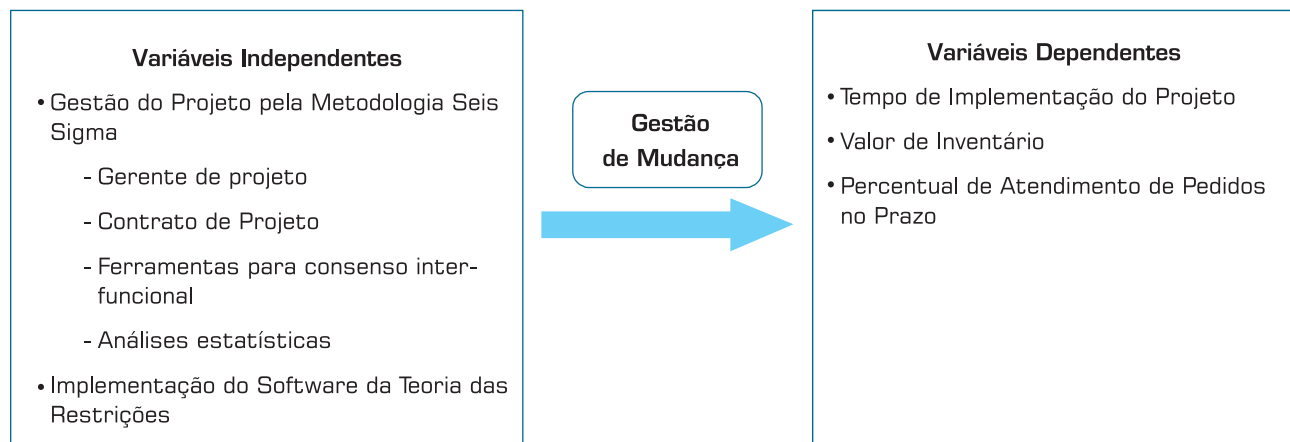 Variáveis Independentes
• Gestão do Projeto pela Metodologia Seis
Sigma
- Gerente de projeto
- Contrato de Projeto
- Ferramentas para consenso inter-
funcional
- Análises estatísticas
• Implementação do Software da Teoria das
Restrições
Gestão
de Mudança
Variáveis Dependentes
• Tempo de Implementação do Projeto
• Valor de Inventário
• Percentual de Atendimento de Pedidos
no Prazo